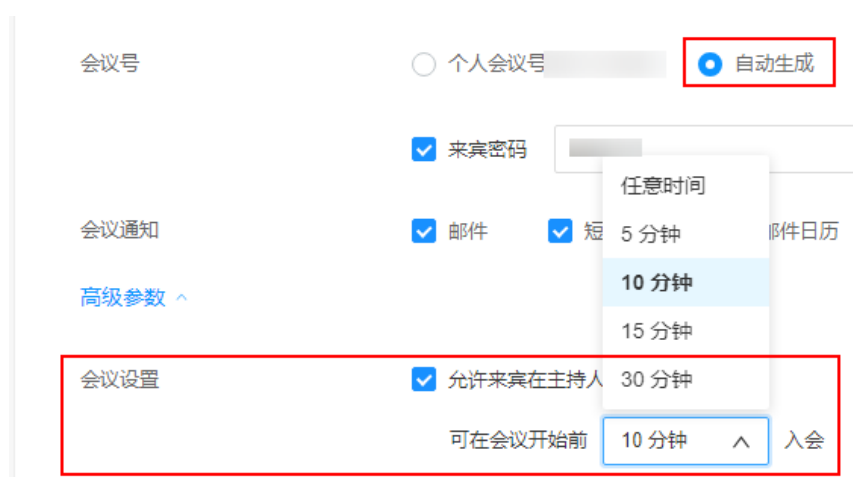 会议号 个人会议号 自动生成
来宾密码
任意时间
会议通知 邮件 短 5 分钟 邮件日历
高级参数 10 分钟
15 分钟
会议设置 允许来宾在主持人 30 分钟
可在会议开始前 10 分钟 入会